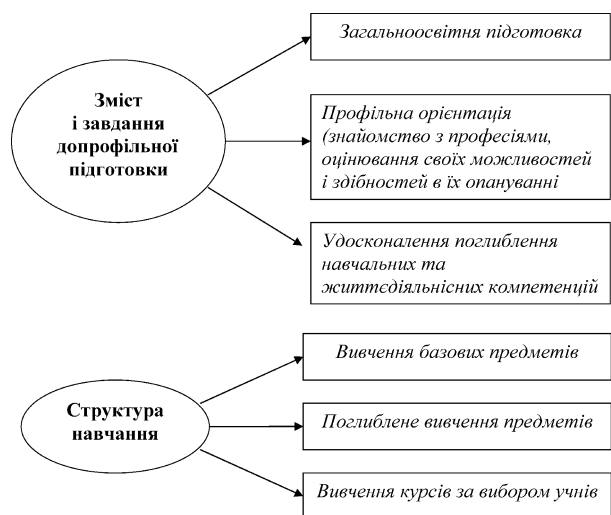 Загальноосвітня підготовка
Зміст
і завдання
допрофільної
підготовки
Профільна орієнтація
(знайомство з професіями,
оцінювання своїх можливостей
і здібностей в їх опануванні
Удосконалення поглиблення
навчальних та
життєдіяльнісних компетенцій
Вивчення базових предметів
Структура
навчання
Поглиблене вивчення предметів
Вивчення курсів за вибором учнів